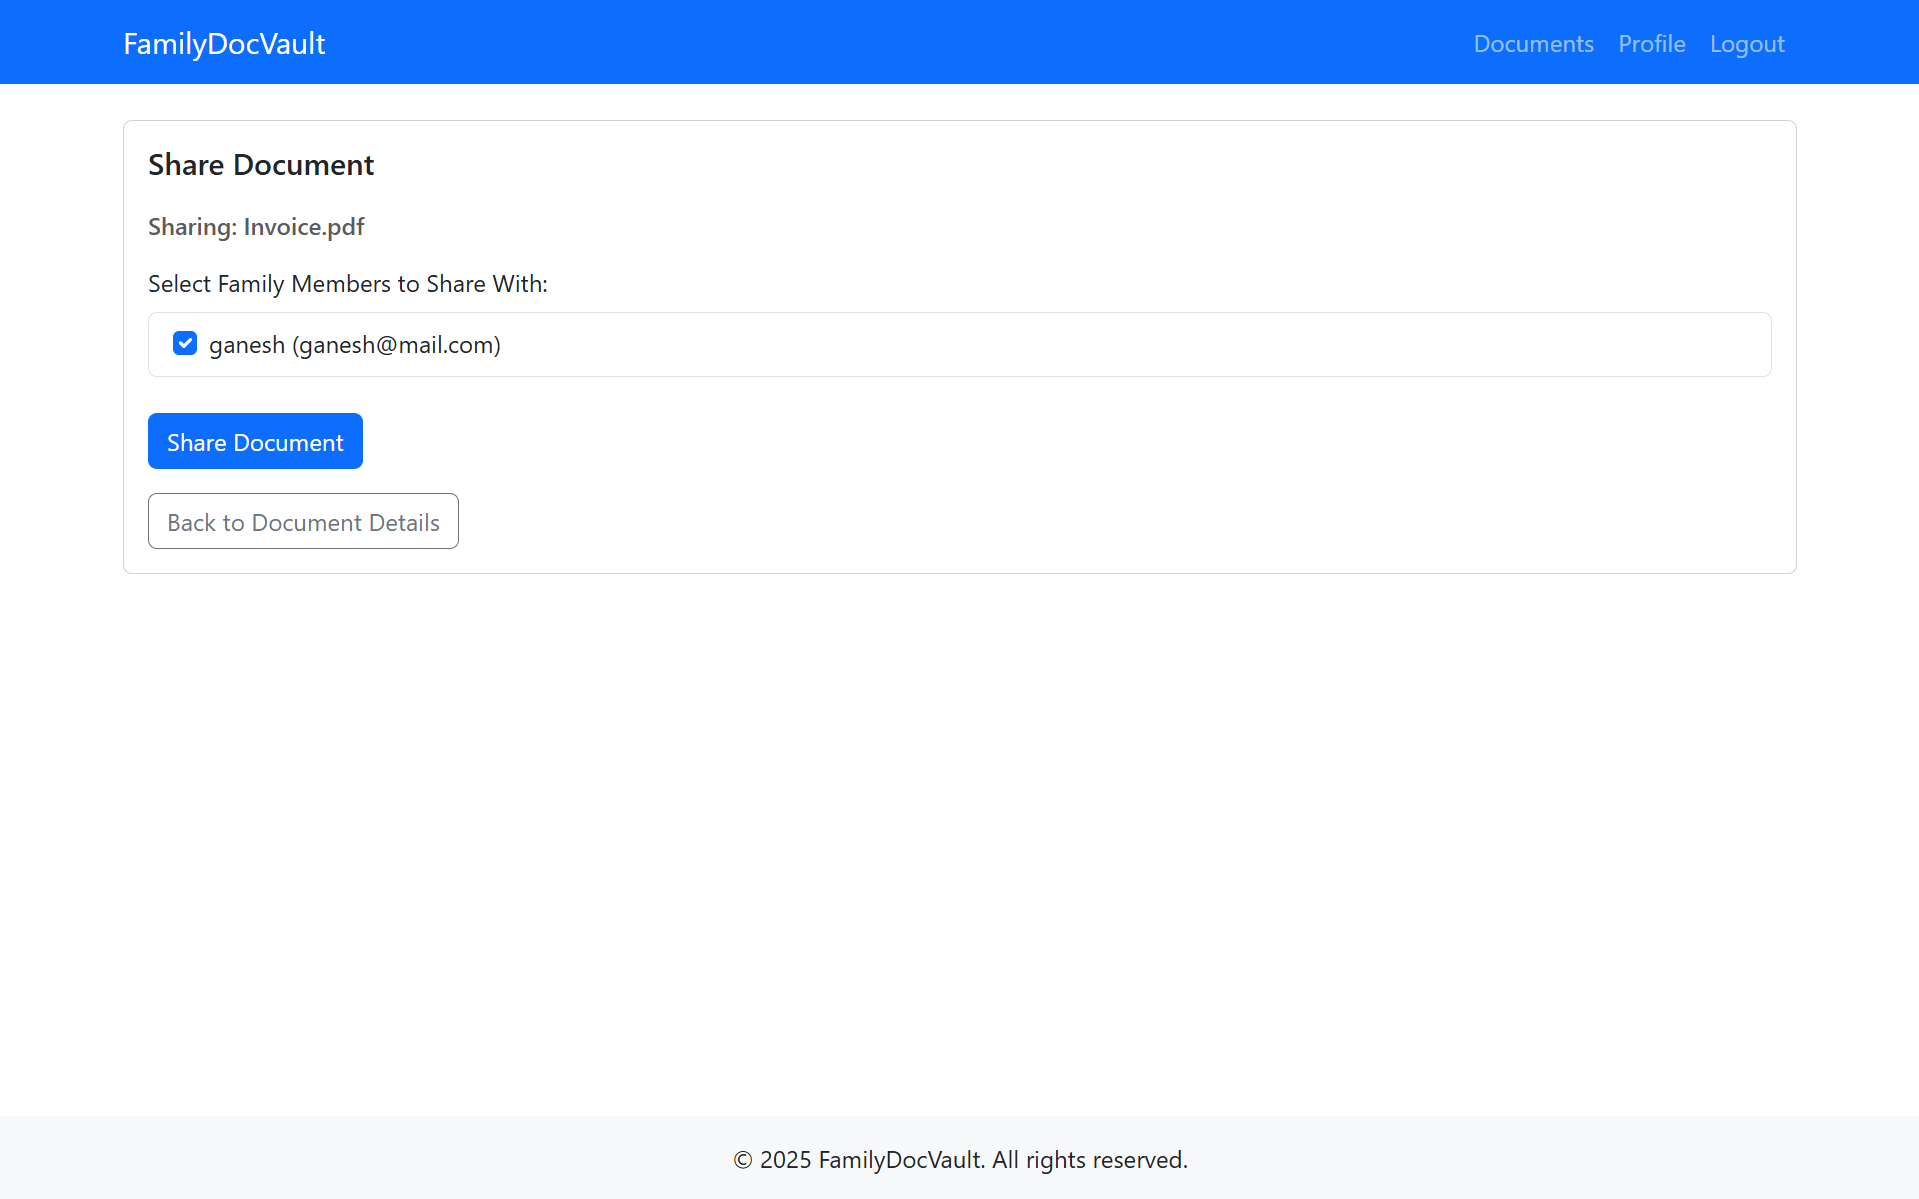 FamilyDocVault
Documents Profile Logout
Share Document
Sharing: Invoice.pdf
Select Family Members to Share With:
ganesh (ganesh@mail.com)
Share Document
Back to Document Details
© 2025 FamilyDocVault. All rights reserved.